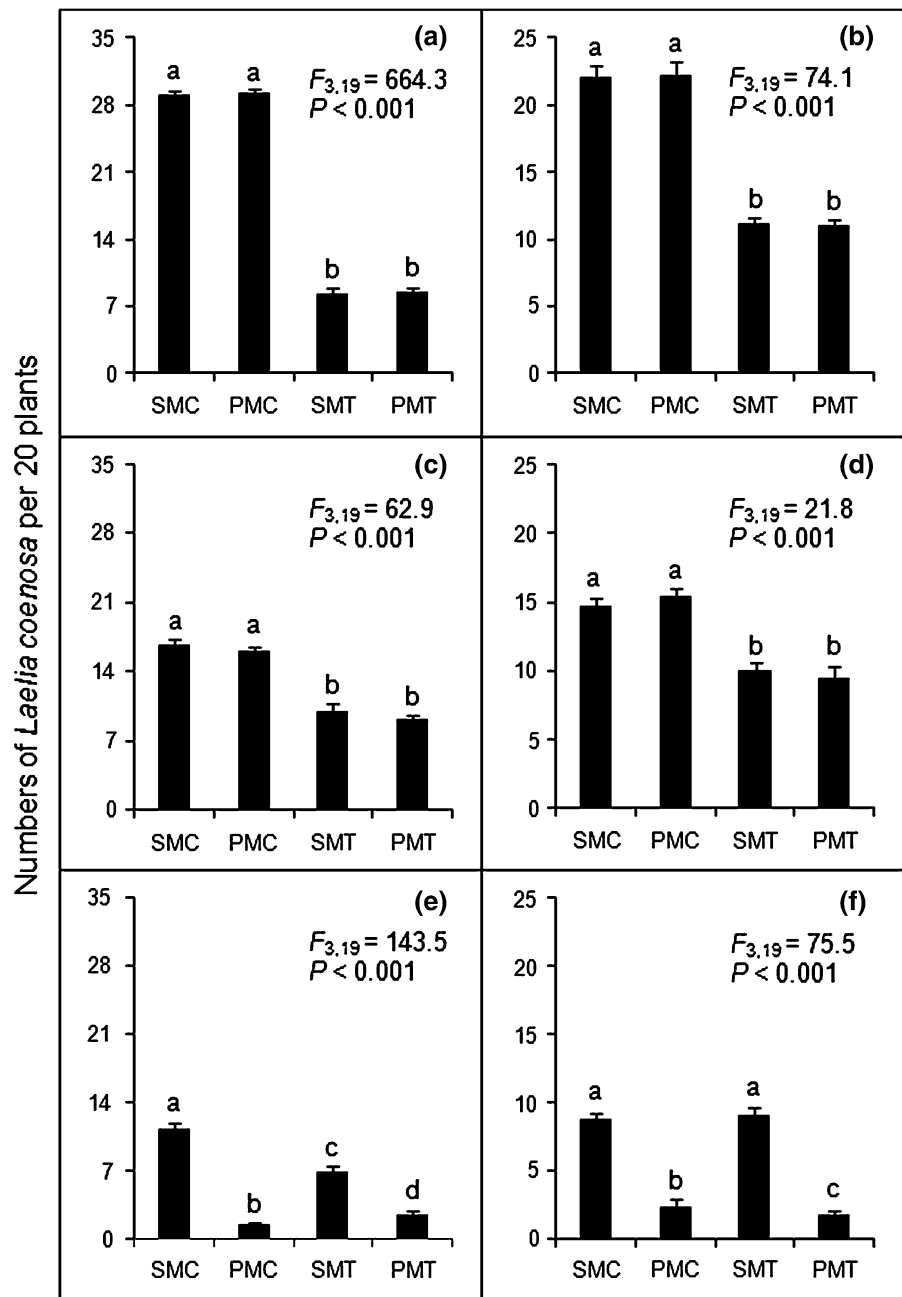 Numbers of Laelia coenosa per 20 plants
(a)
F3,19 = 664.3
P < 0.001
35
28
21
14
7
0
a a b b
SMC PMC SMT PMT
(b)
F3,19 = 74.1
P < 0.001
25
20
15
10
5
0
a a b b
SMC PMC SMT PMT
(c)
F3,19 = 62.9
P < 0.001
35
28
21
14
7
0
a a b b
SMC PMC SMT PMT
(d)
F3,19 = 21.8
P < 0.001
25
20
15
10
5
0
a a b b
SMC PMC SMT PMT
(e)
F3,19 = 143.5
P < 0.001
35
28
21
14
7
0
a b c d
SMC PMC SMT PMT
(f)
F3,19 = 75.5
P < 0.001
25
20
15
10
5
0
a b a c
SMC PMC SMT PMT